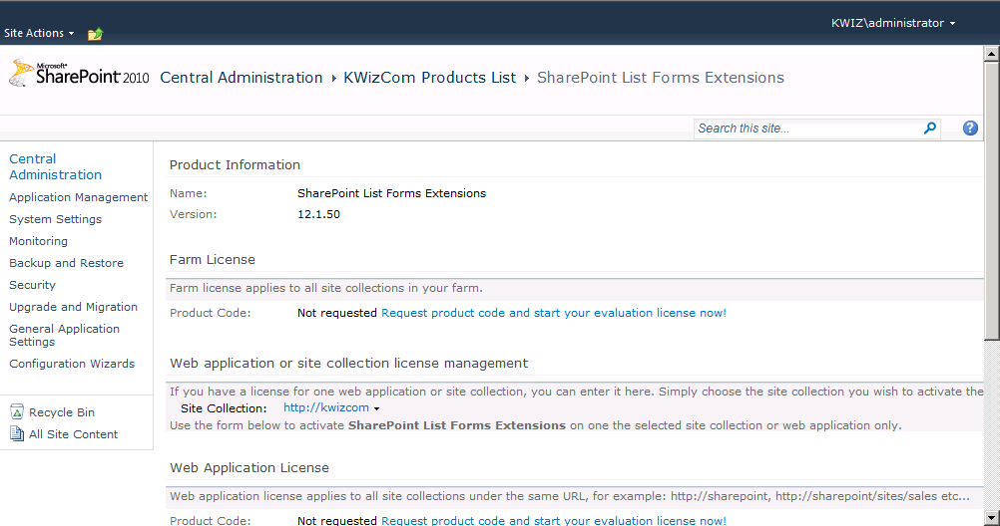 KWIZ\administrator
Site Actions
Microsoft®
SharePoint 2010 Central Administration KWizCom Products List SharePoint List Forms Extensions
Search this site...
Central Administration
Application Management
System Settings
Monitoring
Backup and Restore
Security
Upgrade and Migration
General Application Settings
Configuration Wizards
Recycle Bin
All Site Content
Product Information
Name: SharePoint List Forms Extensions
Version: 12.1.50
Farm License
Farm license applies to all site collections in your farm.
Product Code: Not requested Request product code and start your evaluation license now!
Web application or site collection license management
If you have a license for one web application or site collection, you can enter it here. Simply choose the site collection you wish to activate the
Site Collection: http://kwizcom
Use the form below to activate SharePoint List Forms Extensions on one the selected site collection or web application only.
Web Application License
Web application license applies to all site collections under the same URL, for example: http://sharepoint, http://sharepoint/sites/sales etc...
Product Code: Not requested Request product code and start your evaluation license now!